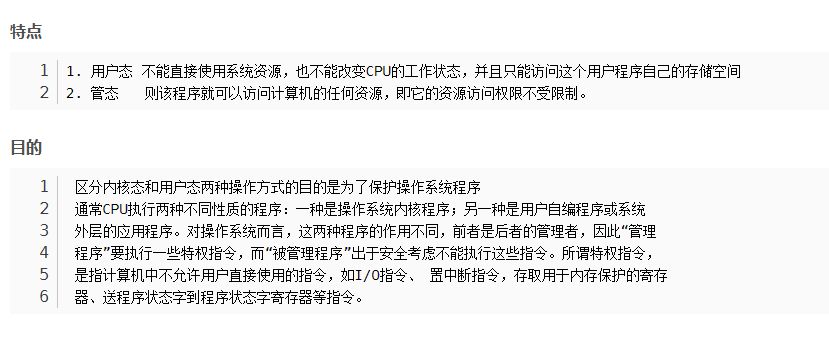 特点
1 1. 用户态 不能直接使用系统资源，也不能改变CPU的工作状态，并且只能访问这个用户程序自己的存储空间
2 2. 管态 则该程序就可以访问计算机的任何资源，即它的资源访问权限不受限制。
目的
1 区分内核态和用户态两种操作方式的目的是为了保护操作系统程序
2 通常CPU执行两种不同性质的程序：一种是操作系统内核程序；另一种是用户自编程序或系统
3 外层的应用程序。对操作系统而言，这两种程序的作用不同，前者是后者的管理者，因此“管理
4 程序”要执行一些特权指令，而“被管理程序”出于安全考虑不能执行这些指令。所谓特权指令，
5 是指计算机中不允许用户直接使用的指令，如I/O指令、 置中断指令，存取用于内存保护的寄存
6 器、送程序状态字到程序状态字寄存器等指令。